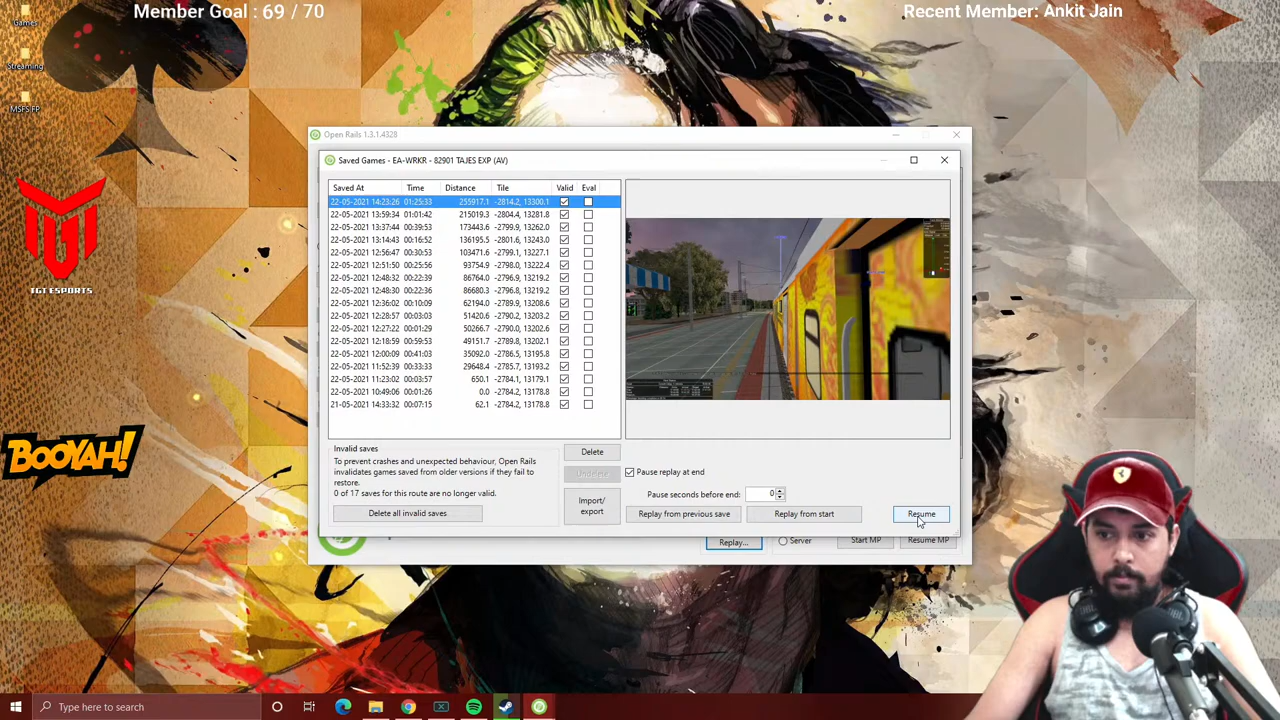 Member Goal : 69 / 70
Recent Member: Ankit Jain
Games
Streaming
MSFS FP
TGT ESPORTS
BOOYAH!
Open Rails 1.3.1.4328
Saved Games - EA-WRKR - 82901 TAJES EXP (AV)
Saved At Time Distance Tile Valid Eval
22-05-2021 14:23:26 01:25:33 255917.1 -2814.2, 13300.1
22-05-2021 13:59:34 01:01:42 215019.3 -2804.4, 13281.8
22-05-2021 13:37:44 00:39:53 173443.6 -2799.9, 13262.0
22-05-2021 13:14:43 00:16:52 136195.5 -2801.6, 13243.0
22-05-2021 12:56:47 00:30:53 103471.6 -2799.1, 13227.1
22-05-2021 12:51:50 00:25:56 93754.9 -2798.0, 13222.4
22-05-2021 12:48:32 00:22:39 86764.0 -2796.9, 13219.2
22-05-2021 12:48:30 00:22:36 86680.3 -2796.8, 13219.2
22-05-2021 12:36:02 00:10:09 62194.0 -2790.2, 13208.6
22-05-2021 12:28:57 00:03:03 51420.6 -2790.2, 13203.2
22-05-2021 12:27:22 00:01:29 50266.7 -2790.0, 13202.6
22-05-2021 12:18:59 00:59:53 49151.7 -2789.8, 13202.1
22-05-2021 12:00:09 00:41:03 35092.0 -2786.5, 13195.8
22-05-2021 11:52:39 00:33:33 29648.4 -2785.7, 13193.2
22-05-2021 11:23:02 00:03:57 650.1 -2784.1, 13179.1
22-05-2021 10:49:06 00:01:26 0.0 -2784.2, 13178.8
21-05-2021 14:33:32 00:07:15 62.1 -2784.2, 13178.8
Invalid saves
To prevent crashes and unexpected behaviour, Open Rails
invalidates games saved from older versions if they fail to
restore.
0 of 17 saves for this route are no longer valid.
Delete all invalid saves
Delete
Undelete
Import/
export
Pause replay at end
Pause seconds before end: 0
Replay from previous save
Replay from start
Resume
Replay...
Server
Start MP
Resume MP
Type here to search